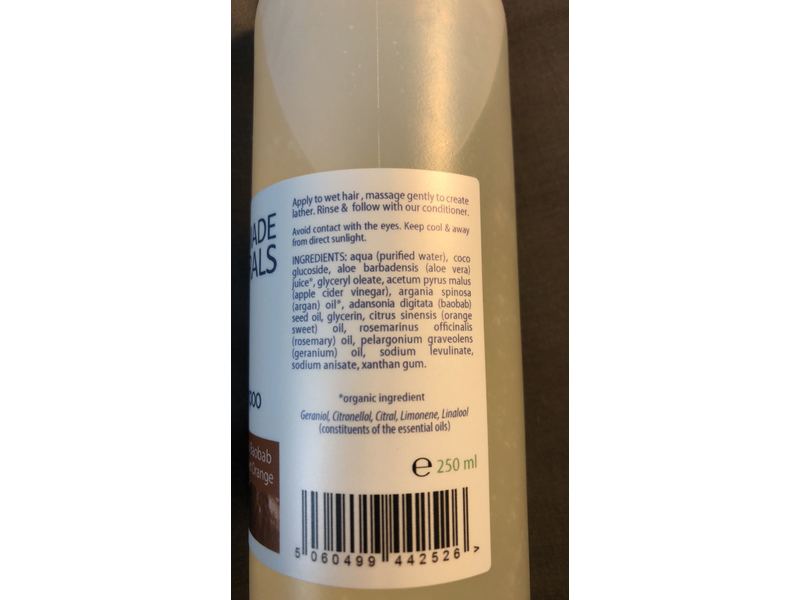 Apply to wet hair , massage gently to create
lather. Rinse & follow with our conditioner.
Avoid contact with the eyes. Keep cool & away
from direct sunlight.
INGREDIENTS: aqua (purified water), coco
glucoside, aloe barbadensis (aloe vera)
juice*, glyceryl oleate, acetum pyrus malus
(apple cider vinegar), argania spinosa
(argan) oil*, adansonia digitata (baobab)
seed oil, glycerin, citrus sinensis (orange
sweet) oil, rosemarinus officinalis
(rosemary) oil, pelargonium graveolens
(geranium) oil, sodium levulinate,
sodium anisate, xanthan gum.
*organic ingredient
Geraniol, Citronellol, Citral, Limonene, Linalool
(constituents of the essential oils)
e 250 ml
5 060499 442526 >
ADE
ALS
OO
Baobab
Orange